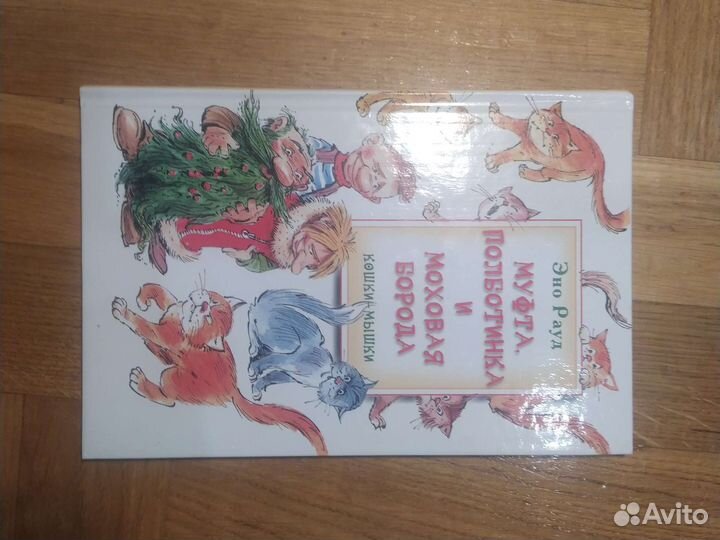 Эно Рауд
МУФТА,
ПОЛБОТИНКА
И
МОХОВАЯ
БОРОДА
КОШКИ-МЫШКИ
Avito